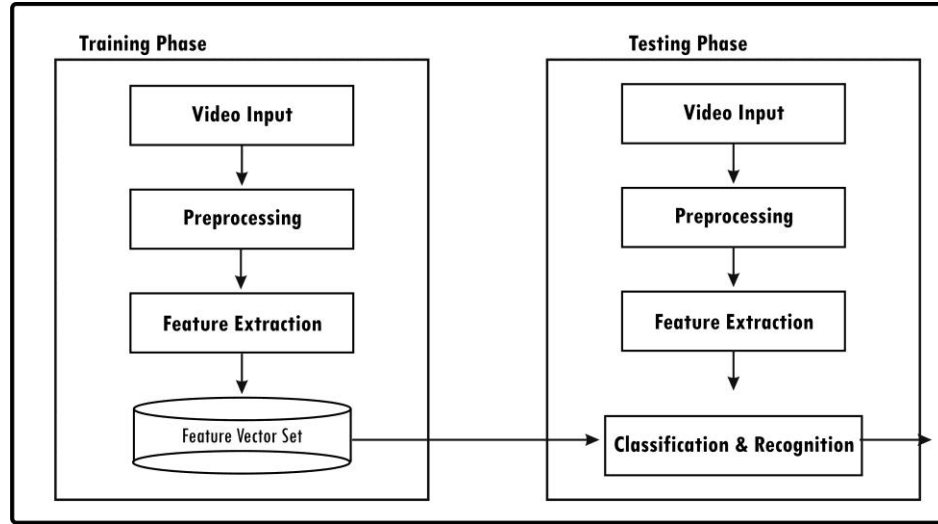 Training Phase
Video Input
Preprocessing
Feature Extraction
Feature Vector Set
Testing Phase
Video Input
Preprocessing
Feature Extraction
Classification & Recognition